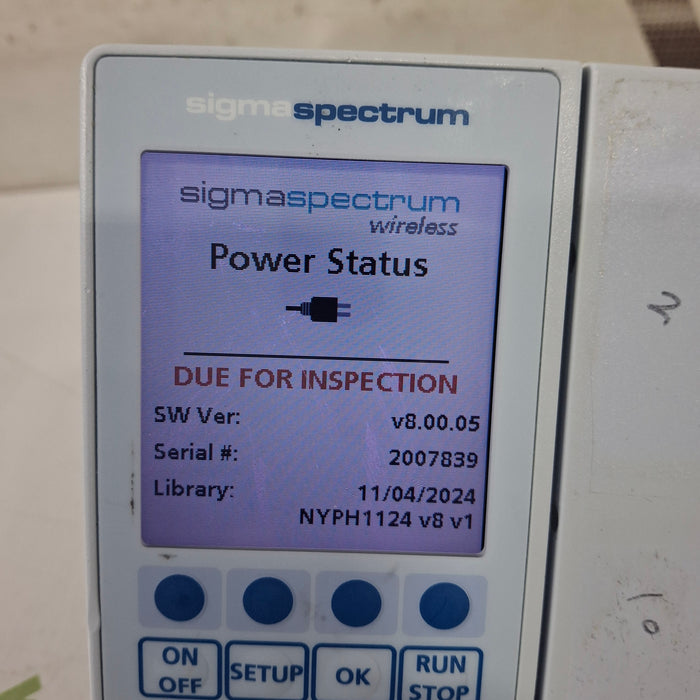 sigmaspectrum
sigmaspectrum
wireless
Power Status
DUE FOR INSPECTION
SW Ver: v8.00.05
Serial #: 2007839
Library: 11/04/2024
NYPH1124 v8 v1
ON
OFF
SETUP
OK
RUN
STOP